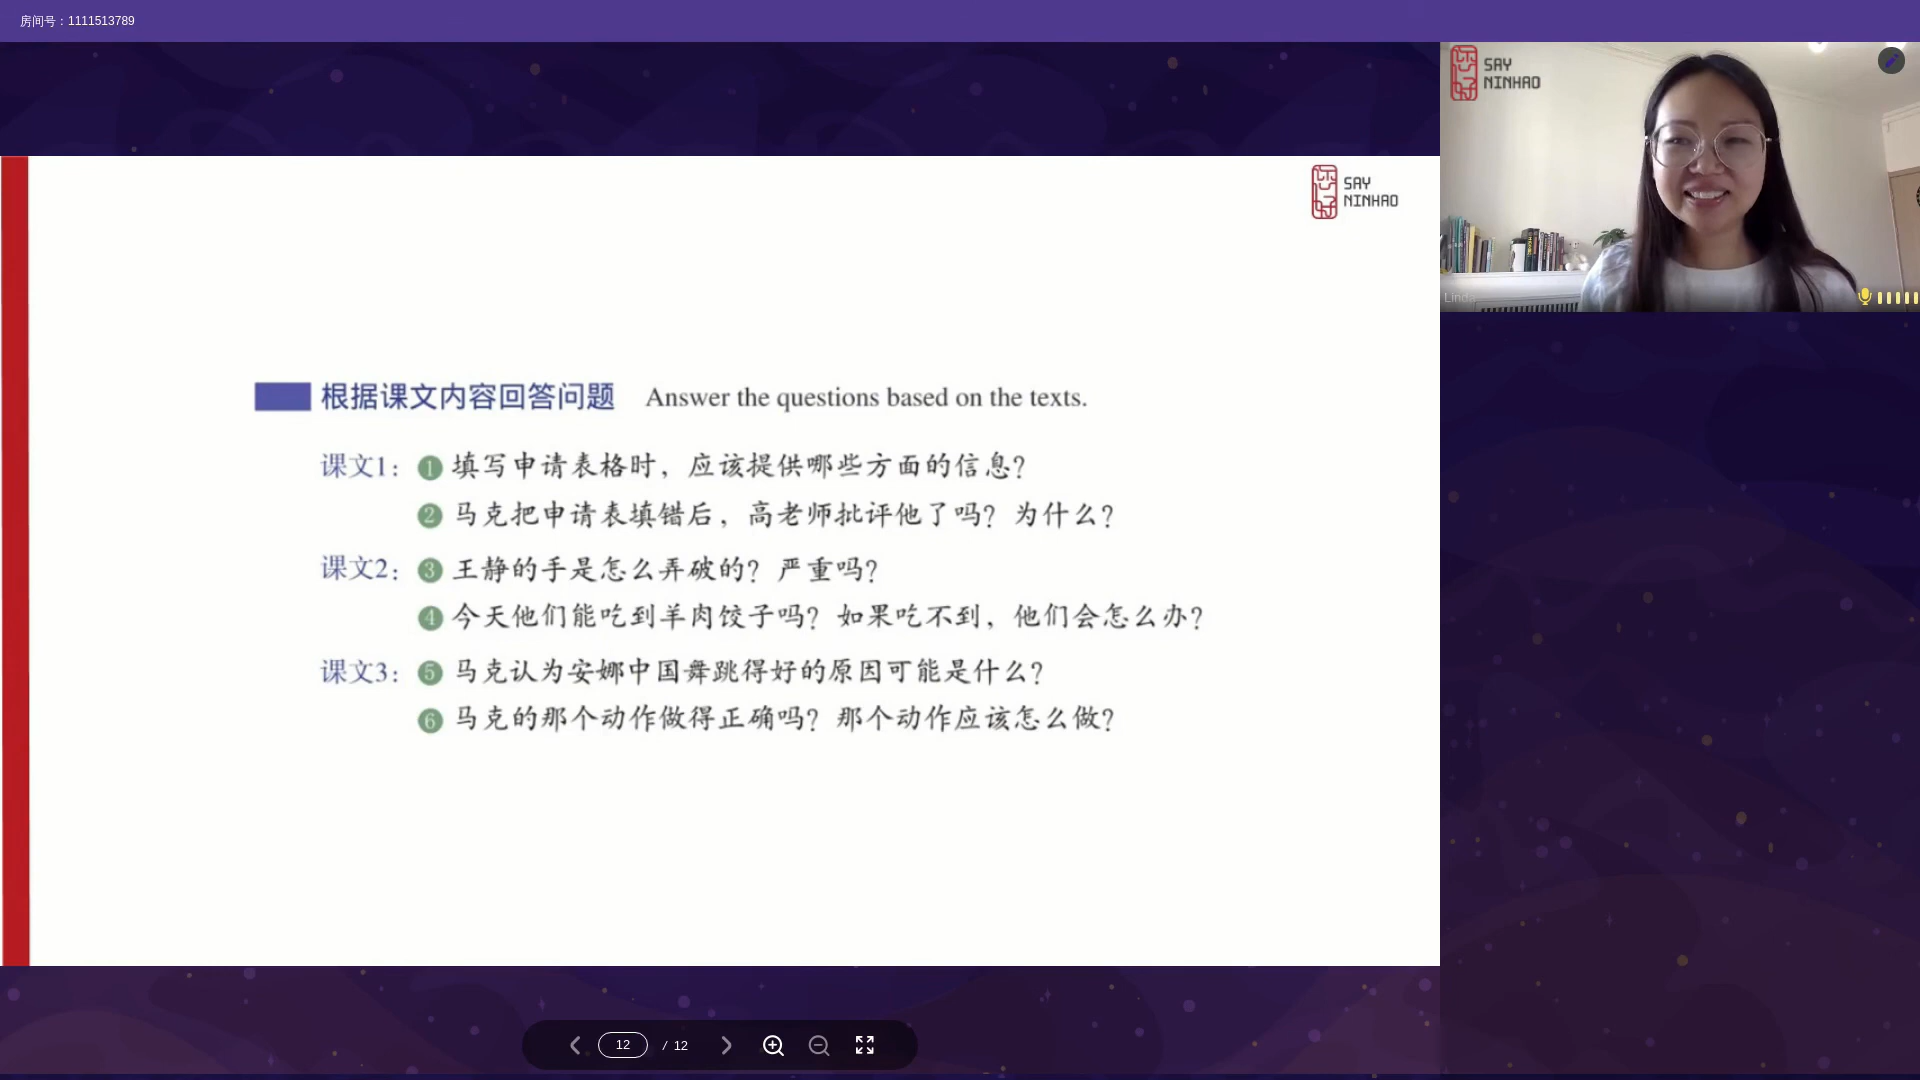 房间号：1111513789
SAY
NINHAO
SAY
NINHAO
Linda
根据课文内容回答问题 Answer the questions based on the texts.
课文1： 1 填写申请表格时，应该提供哪些方面的信息？
2 马克把申请表填错后，高老师批评他了吗？为什么？
课文2： 3 王静的手是怎么弄破的？严重吗？
4 今天他们能吃到羊肉饺子吗？如果吃不到，他们会怎么办？
课文3： 5 马克认为安娜中国舞跳得好的原因可能是什么？
6 马克的那个动作做得正确吗？那个动作应该怎么做？
12 / 12